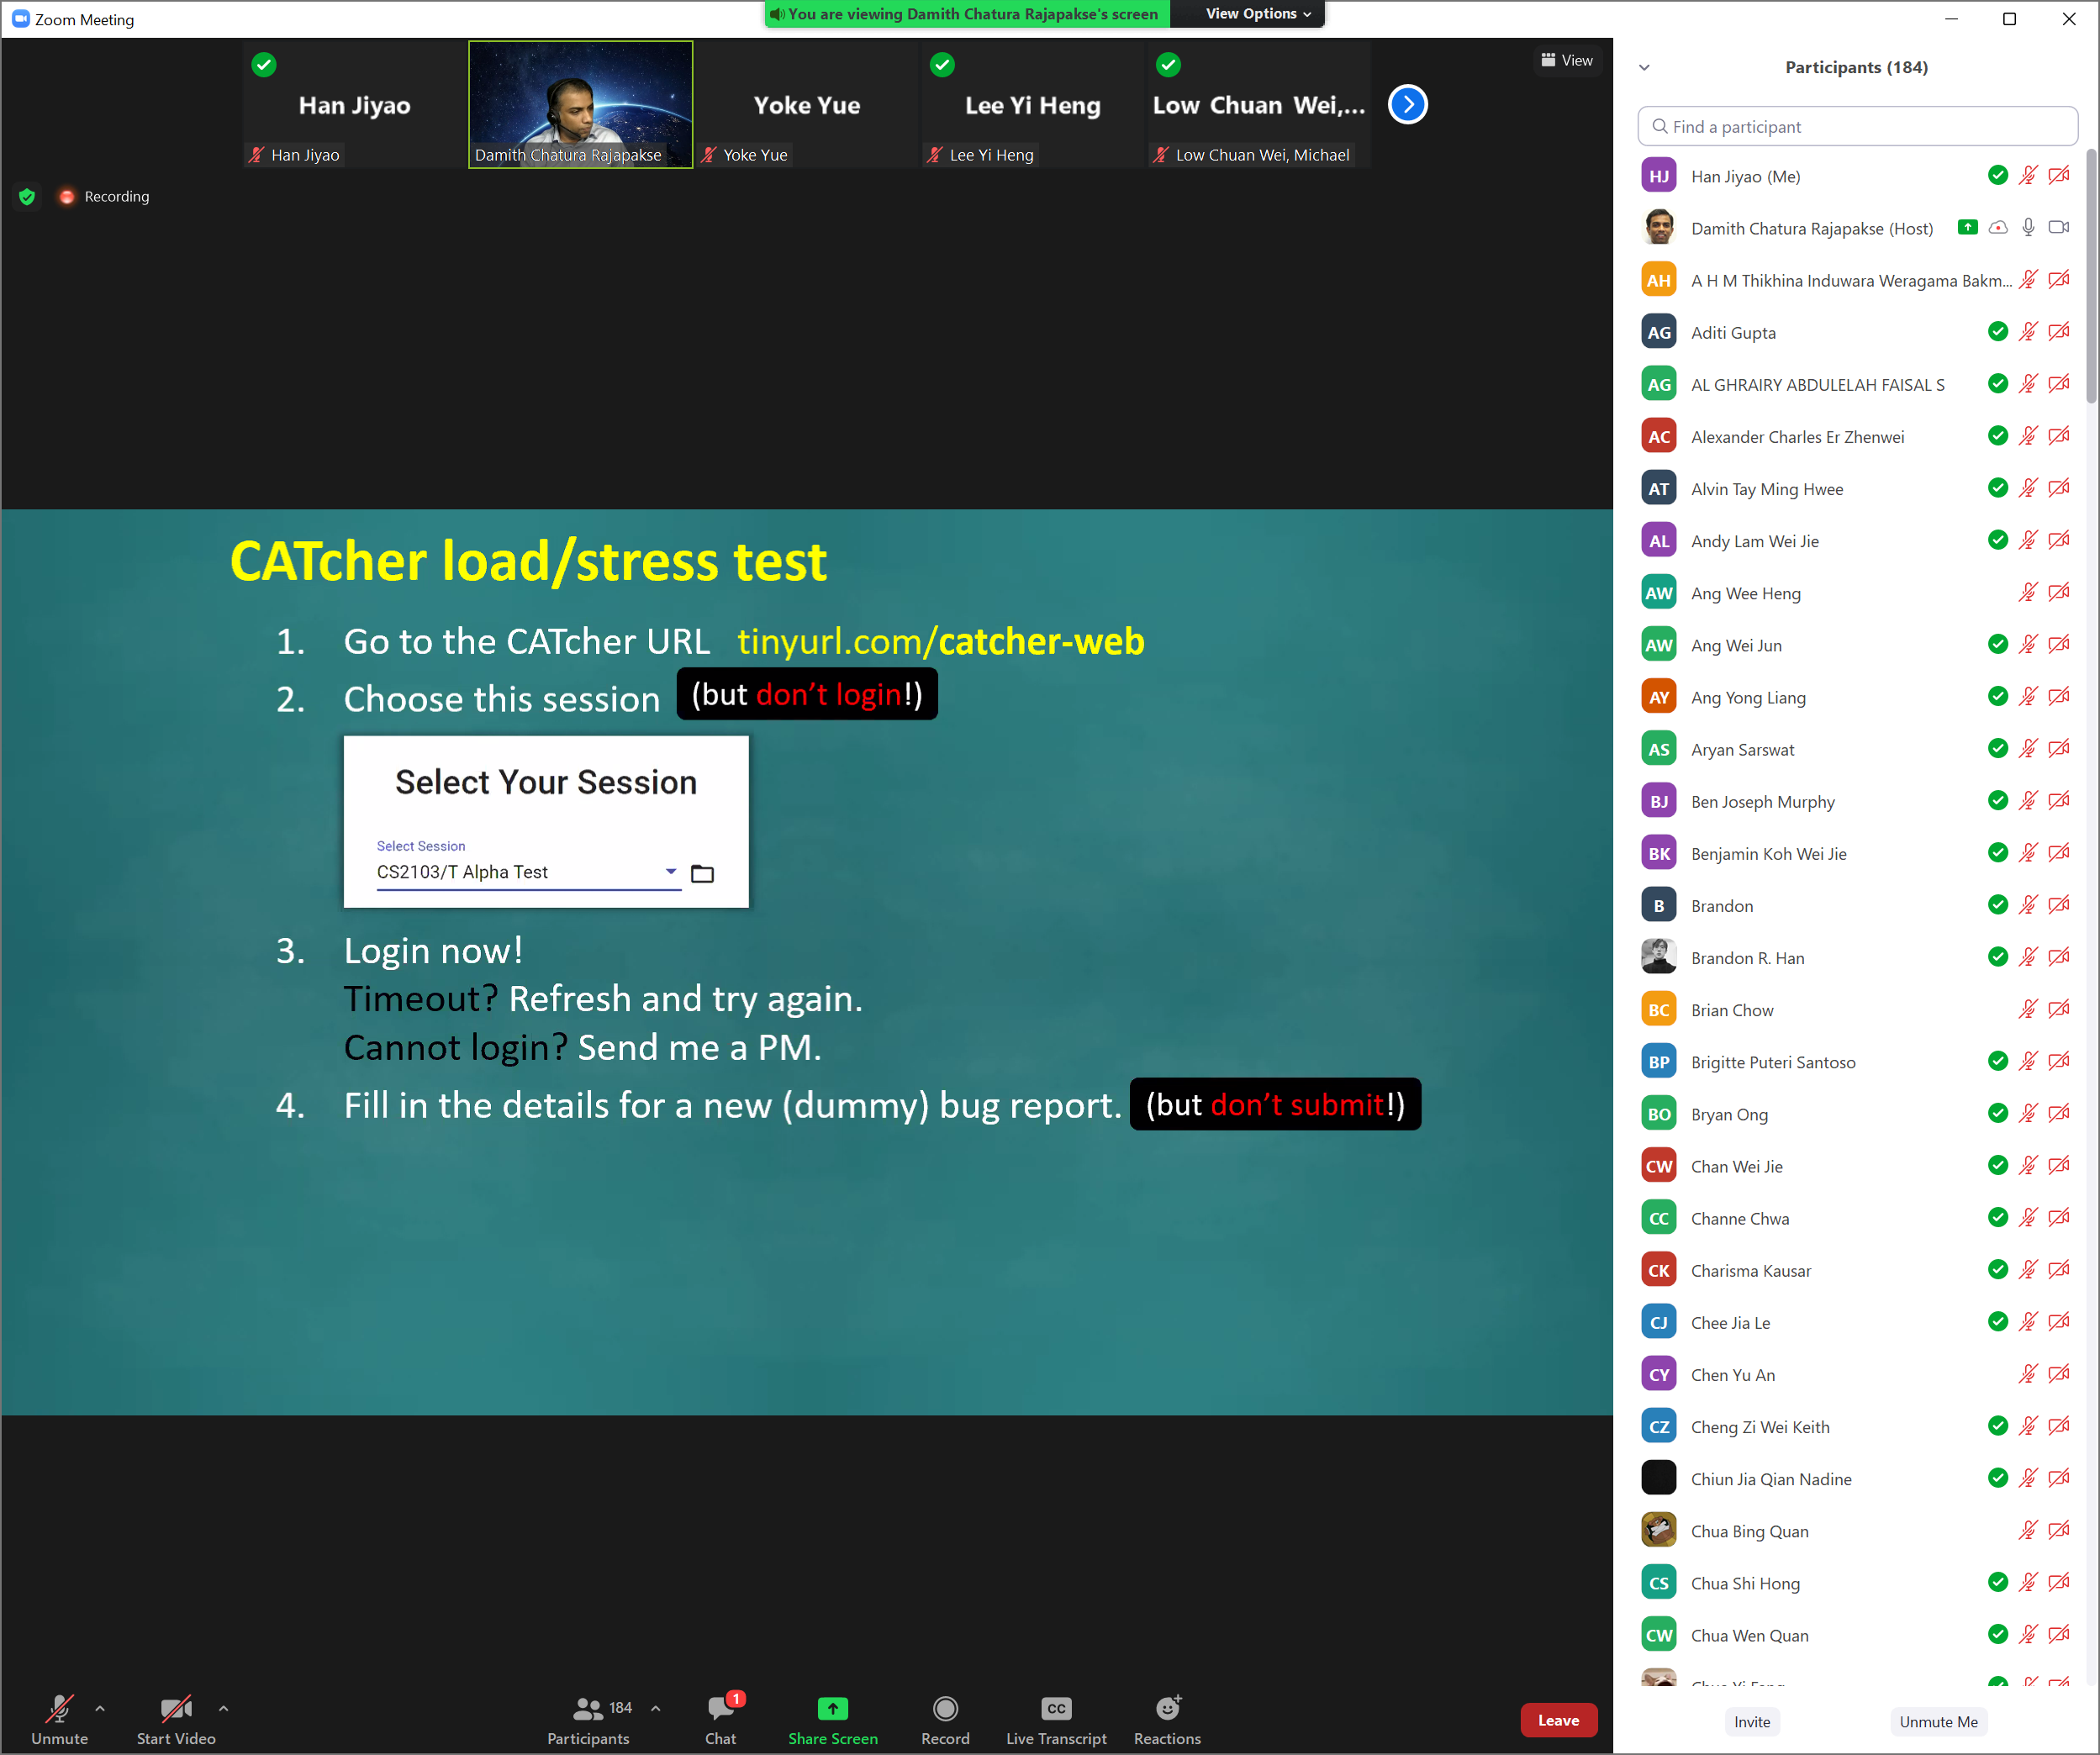 Zoom Meeting
You are viewing Damith Chatura Rajapakse's screen
View Options
Han Jiyao
Yoke Yue
Lee Yi Heng
Low Chuan Wei,...
View
Han Jiyao
Damith Chatura Rajapakse
Yoke Yue
Lee Yi Heng
Low Chuan Wei, Michael
Recording
CATcher load/stress test
1. Go to the CATcher URL tinyurl.com/catcher-web
2. Choose this session (but don't login!)
Select Your Session
Select Session
CS2103/T Alpha Test
3. Login now!
Timeout? Refresh and try again.
Cannot login? Send me a PM.
4. Fill in the details for a new (dummy) bug report. (but don't submit!)
Unmute
Start Video
184
Participants
1
Chat
Share Screen
Record
CC
Live Transcript
Reactions
Leave
Participants (184)
Find a participant
HJ Han Jiyao (Me)
Damith Chatura Rajapakse (Host)
AH A H M Thikhina Induwara Weragama Bakm...
AG Aditi Gupta
AG AL GHRAIRY ABDULELAH FAISAL S
AC Alexander Charles Er Zhenwei
AT Alvin Tay Ming Hwee
AL Andy Lam Wei Jie
AW Ang Wee Heng
AW Ang Wei Jun
AY Ang Yong Liang
AS Aryan Sarswat
BJ Ben Joseph Murphy
BK Benjamin Koh Wei Jie
B Brandon
Brandon R. Han
BC Brian Chow
BP Brigitte Puteri Santoso
BO Bryan Ong
CW Chan Wei Jie
CC Channe Chwa
CK Charisma Kausar
CJ Chee Jia Le
CY Chen Yu An
CZ Cheng Zi Wei Keith
Chiun Jia Qian Nadine
Chua Bing Quan
CS Chua Shi Hong
CW Chua Wen Quan
Invite
Unmute Me